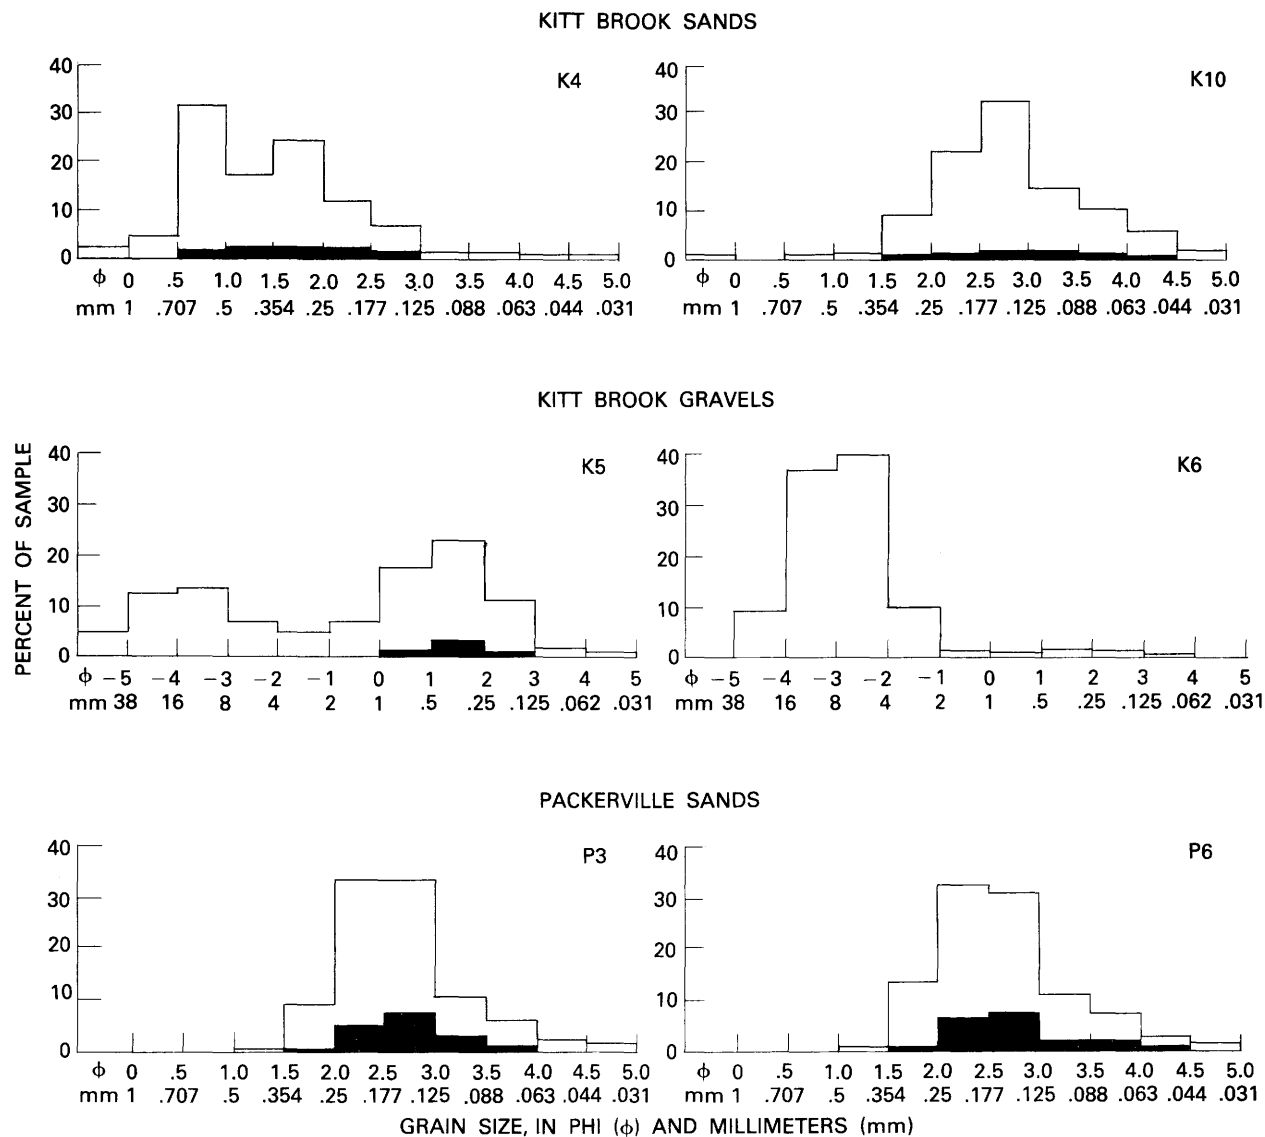 KITT BROOK SANDS
K4
40
30
20
10
0
ϕ 0 .5 1.0 1.5 2.0 2.5 3.0 3.5 4.0 4.5 5.0
mm 1 .707 .5 .354 .25 .177 .125 .088 .063 .044 .031
K10
40
30
20
10
0
ϕ 0 .5 1.0 1.5 2.0 2.5 3.0 3.5 4.0 4.5 5.0
mm 1 .707 .5 .354 .25 .177 .125 .088 .063 .044 .031
KITT BROOK GRAVELS
PERCENT OF SAMPLE
K5
40
30
20
10
0
ϕ −5 −4 −3 −2 −1 0 1 2 3 4 5
mm 38 16 8 4 2 1 .5 .25 .125 .062 .031
K6
40
30
20
10
0
ϕ −5 −4 −3 −2 −1 0 1 2 3 4 5
mm 38 16 8 4 2 1 .5 .25 .125 .062 .031
PACKERVILLE SANDS
P3
40
30
20
10
0
ϕ 0 .5 1.0 1.5 2.0 2.5 3.0 3.5 4.0 4.5 5.0
mm 1 .707 .5 .354 .25 .177 .125 .088 .063 .044 .031
P6
40
30
20
10
0
ϕ 0 .5 1.0 1.5 2.0 2.5 3.0 3.5 4.0 4.5 5.0
mm 1 .707 .5 .354 .25 .177 .125 .088 .063 .044 .031
GRAIN SIZE, IN PHI (ϕ) AND MILLIMETERS (mm)